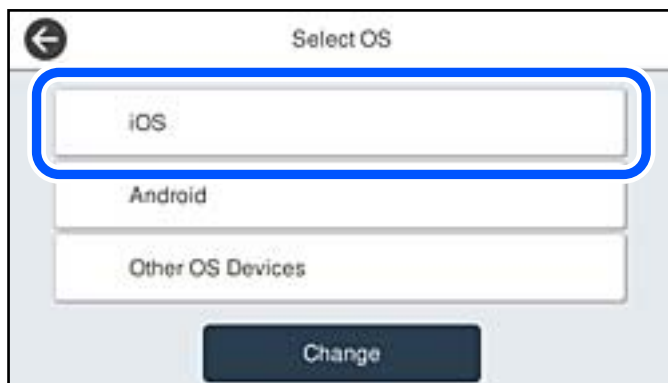 Select OS
iOS
Android
Other OS Devices
Change